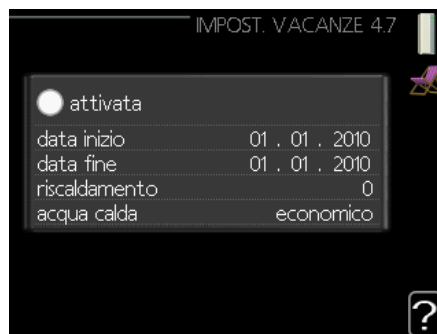 IMPOST. VACANZE 4.7
attivata
data inizio 01 . 01 . 2010
data fine 01 . 01 . 2010
riscaldamento 0
acqua calda economico
?